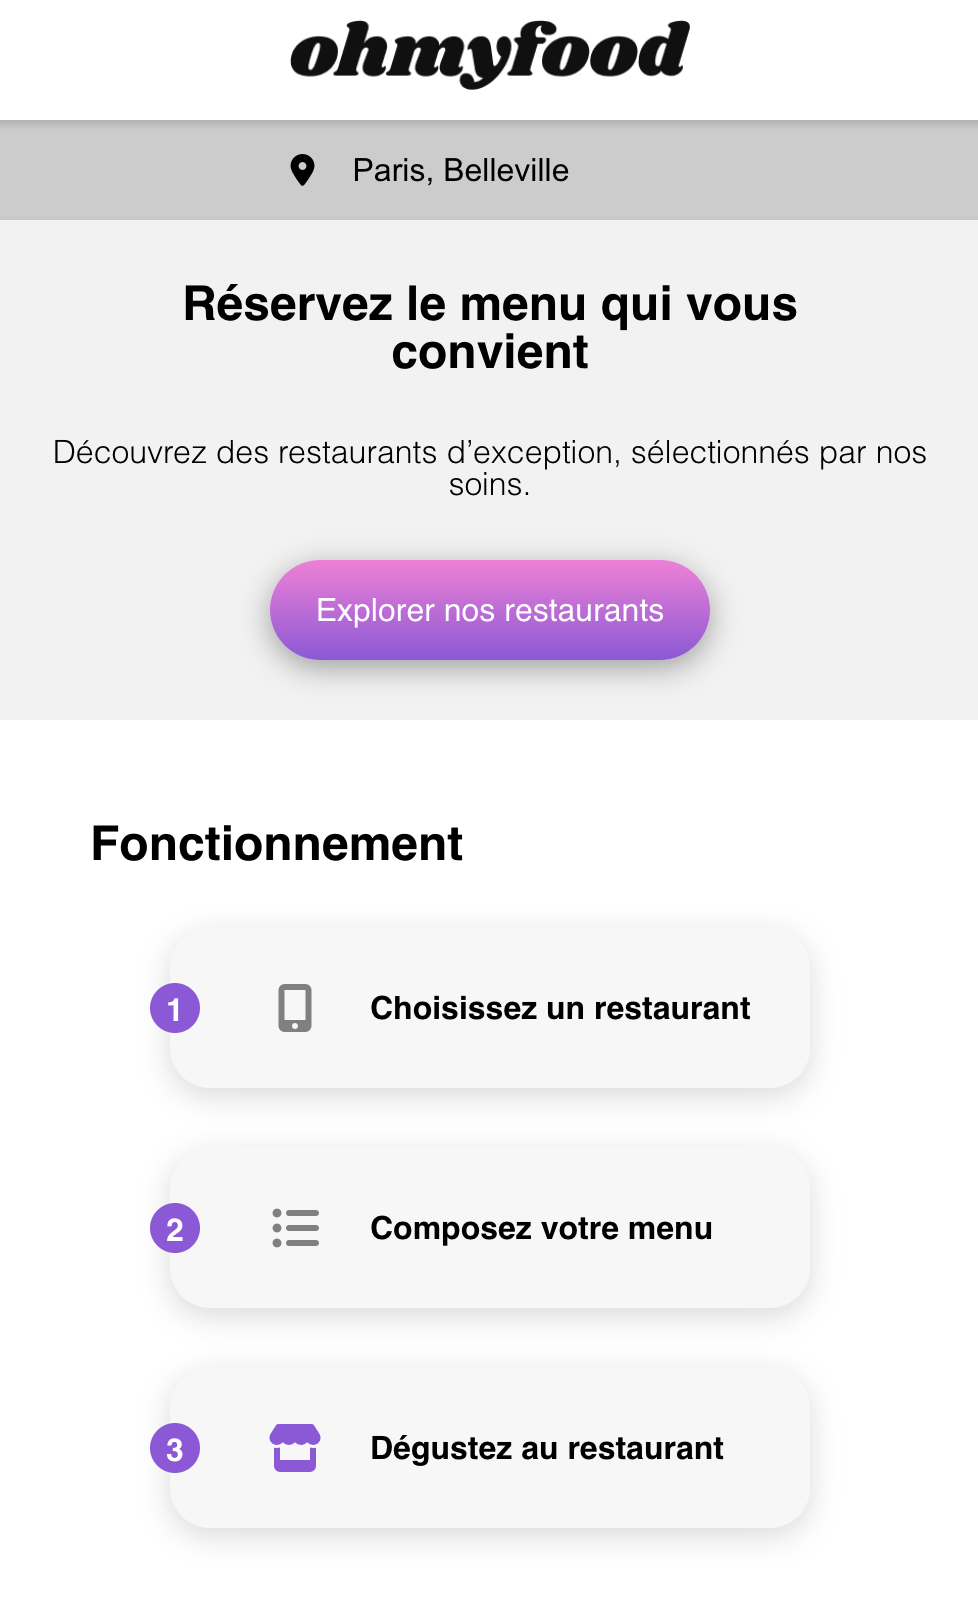 ohmyfood
Paris, Belleville
Réservez le menu qui vous
convient
Découvrez des restaurants d’exception, sélectionnés par nos
soins.
Explorer nos restaurants
Fonctionnement
1 Choisissez un restaurant
2 Composez votre menu
3 Dégustez au restaurant